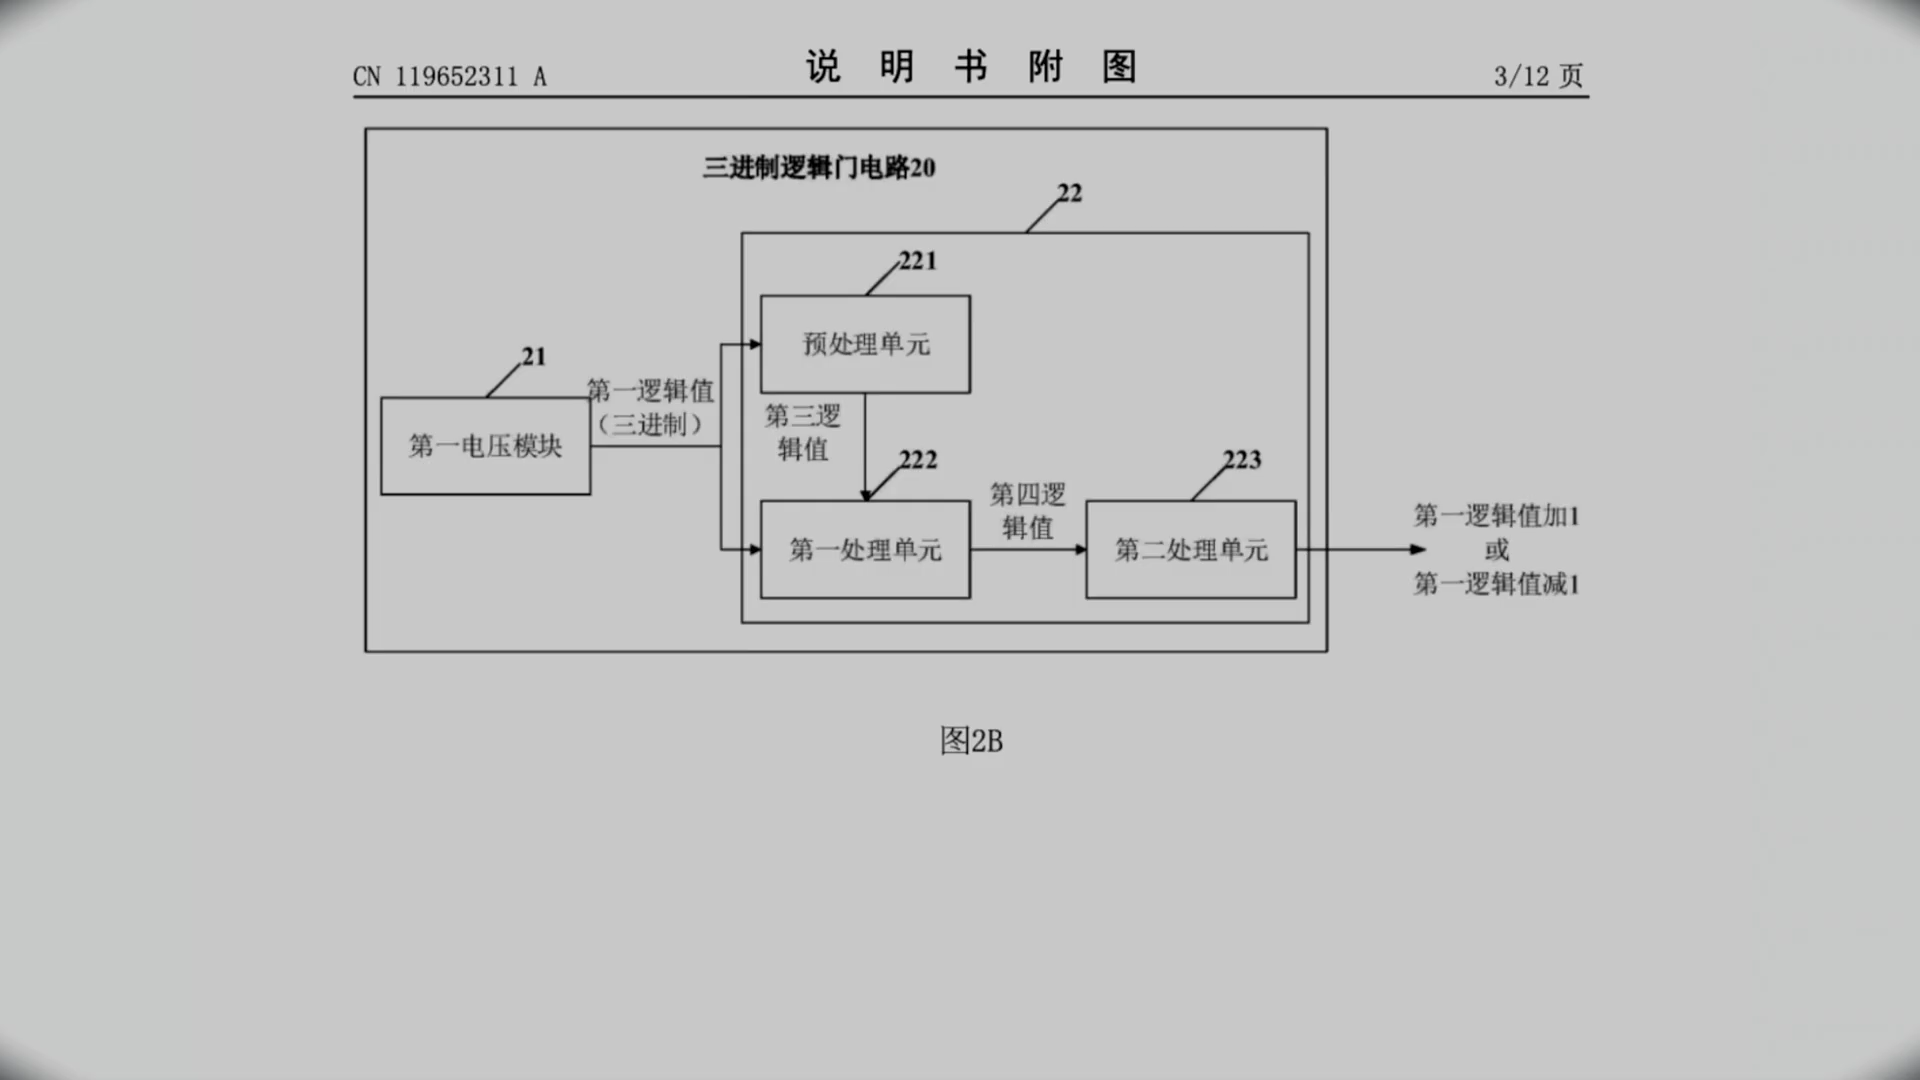 CN 119652311 A
说 明 书 附 图
3/12 页
三进制逻辑门电路20
22
221
预处理单元
21
第一逻辑值
(三进制)
第一电压模块
第三逻
辑值
222
第一处理单元
第四逻
辑值
223
第二处理单元
第一逻辑值加1
或
第一逻辑值减1
图2B